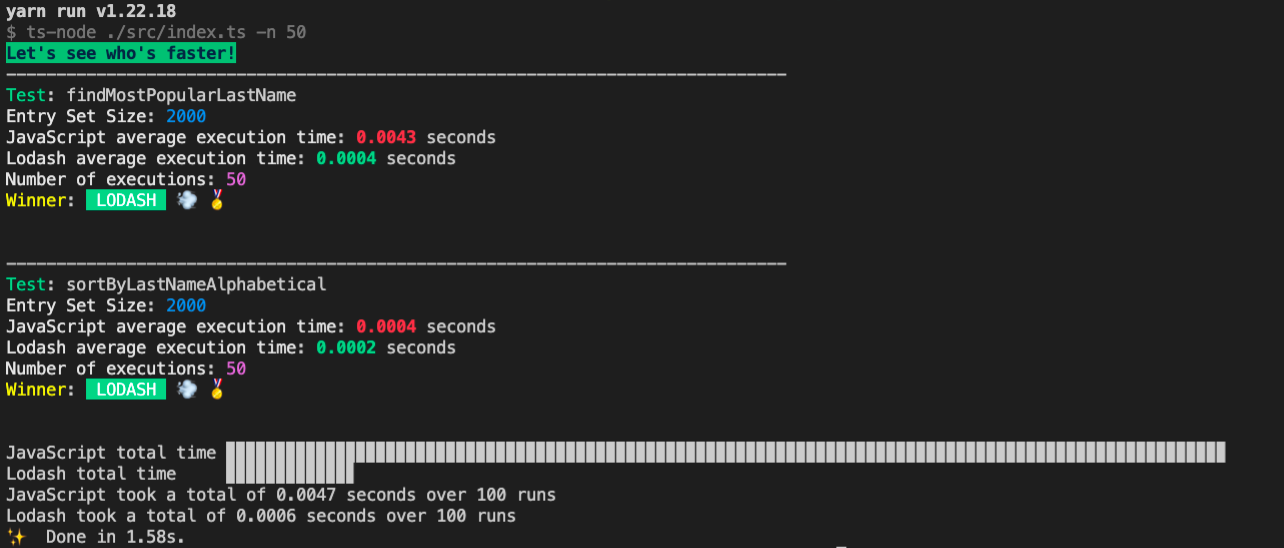 yarn run v1.22.18
$ ts-node ./src/index.ts -n 50
Let's see who's faster!
------------------------------------------------------------------------------
Test: findMostPopularLastName
Entry Set Size: 2000
JavaScript average execution time: 0.0043 seconds
Lodash average execution time: 0.0004 seconds
Number of executions: 50
Winner: LODASH 💨 🏅
------------------------------------------------------------------------------
Test: sortByLastNameAlphabetical
Entry Set Size: 2000
JavaScript average execution time: 0.0004 seconds
Lodash average execution time: 0.0002 seconds
Number of executions: 50
Winner: LODASH 💨 🏅
JavaScript total time
Lodash total time
JavaScript took a total of 0.0047 seconds over 100 runs
Lodash took a total of 0.0006 seconds over 100 runs
✨ Done in 1.58s.